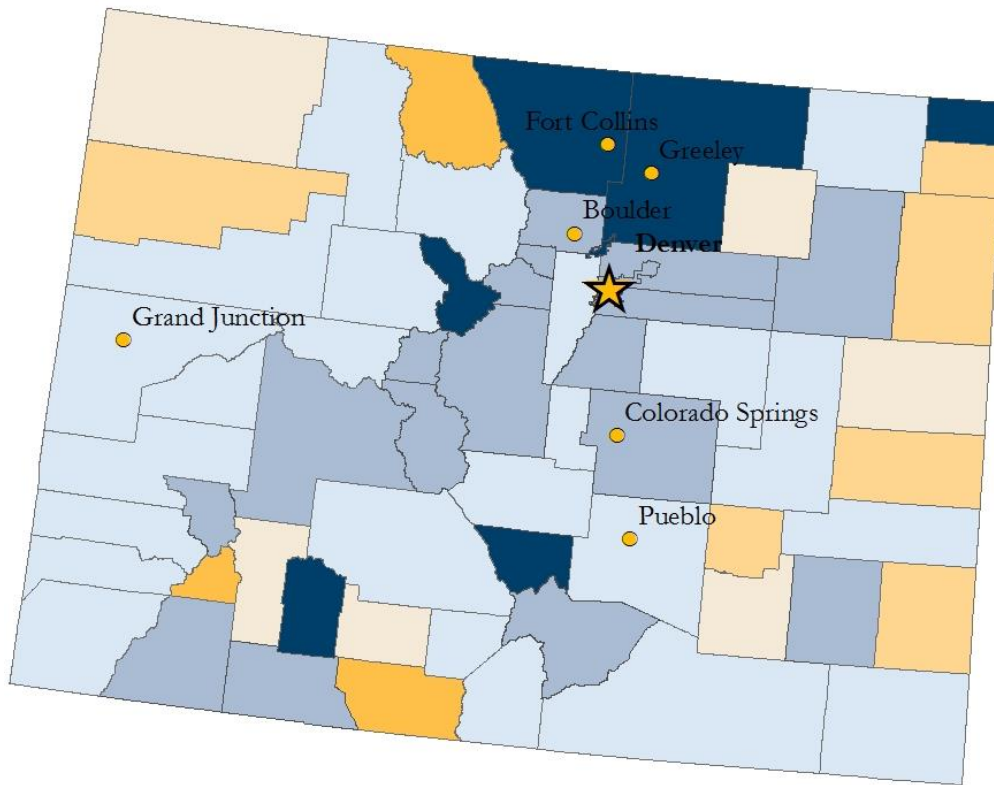 Fort Collins
Greeley
Boulder
Denver
Grand Junction
Colorado Springs
Pueblo